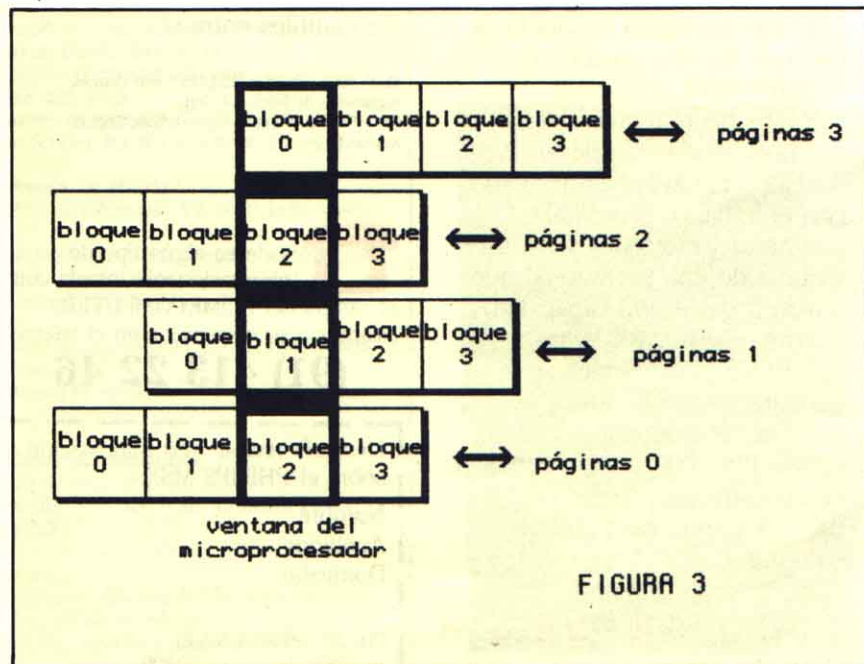 bloque 0 bloque 1 bloque 2 bloque 3 páginas 3
bloque 0 bloque 1 bloque 2 bloque 3 páginas 2
bloque 0 bloque 1 bloque 2 bloque 3 páginas 1
bloque 0 bloque 1 bloque 2 bloque 3 páginas 0
ventana del
microprocesador
FIGURA 3